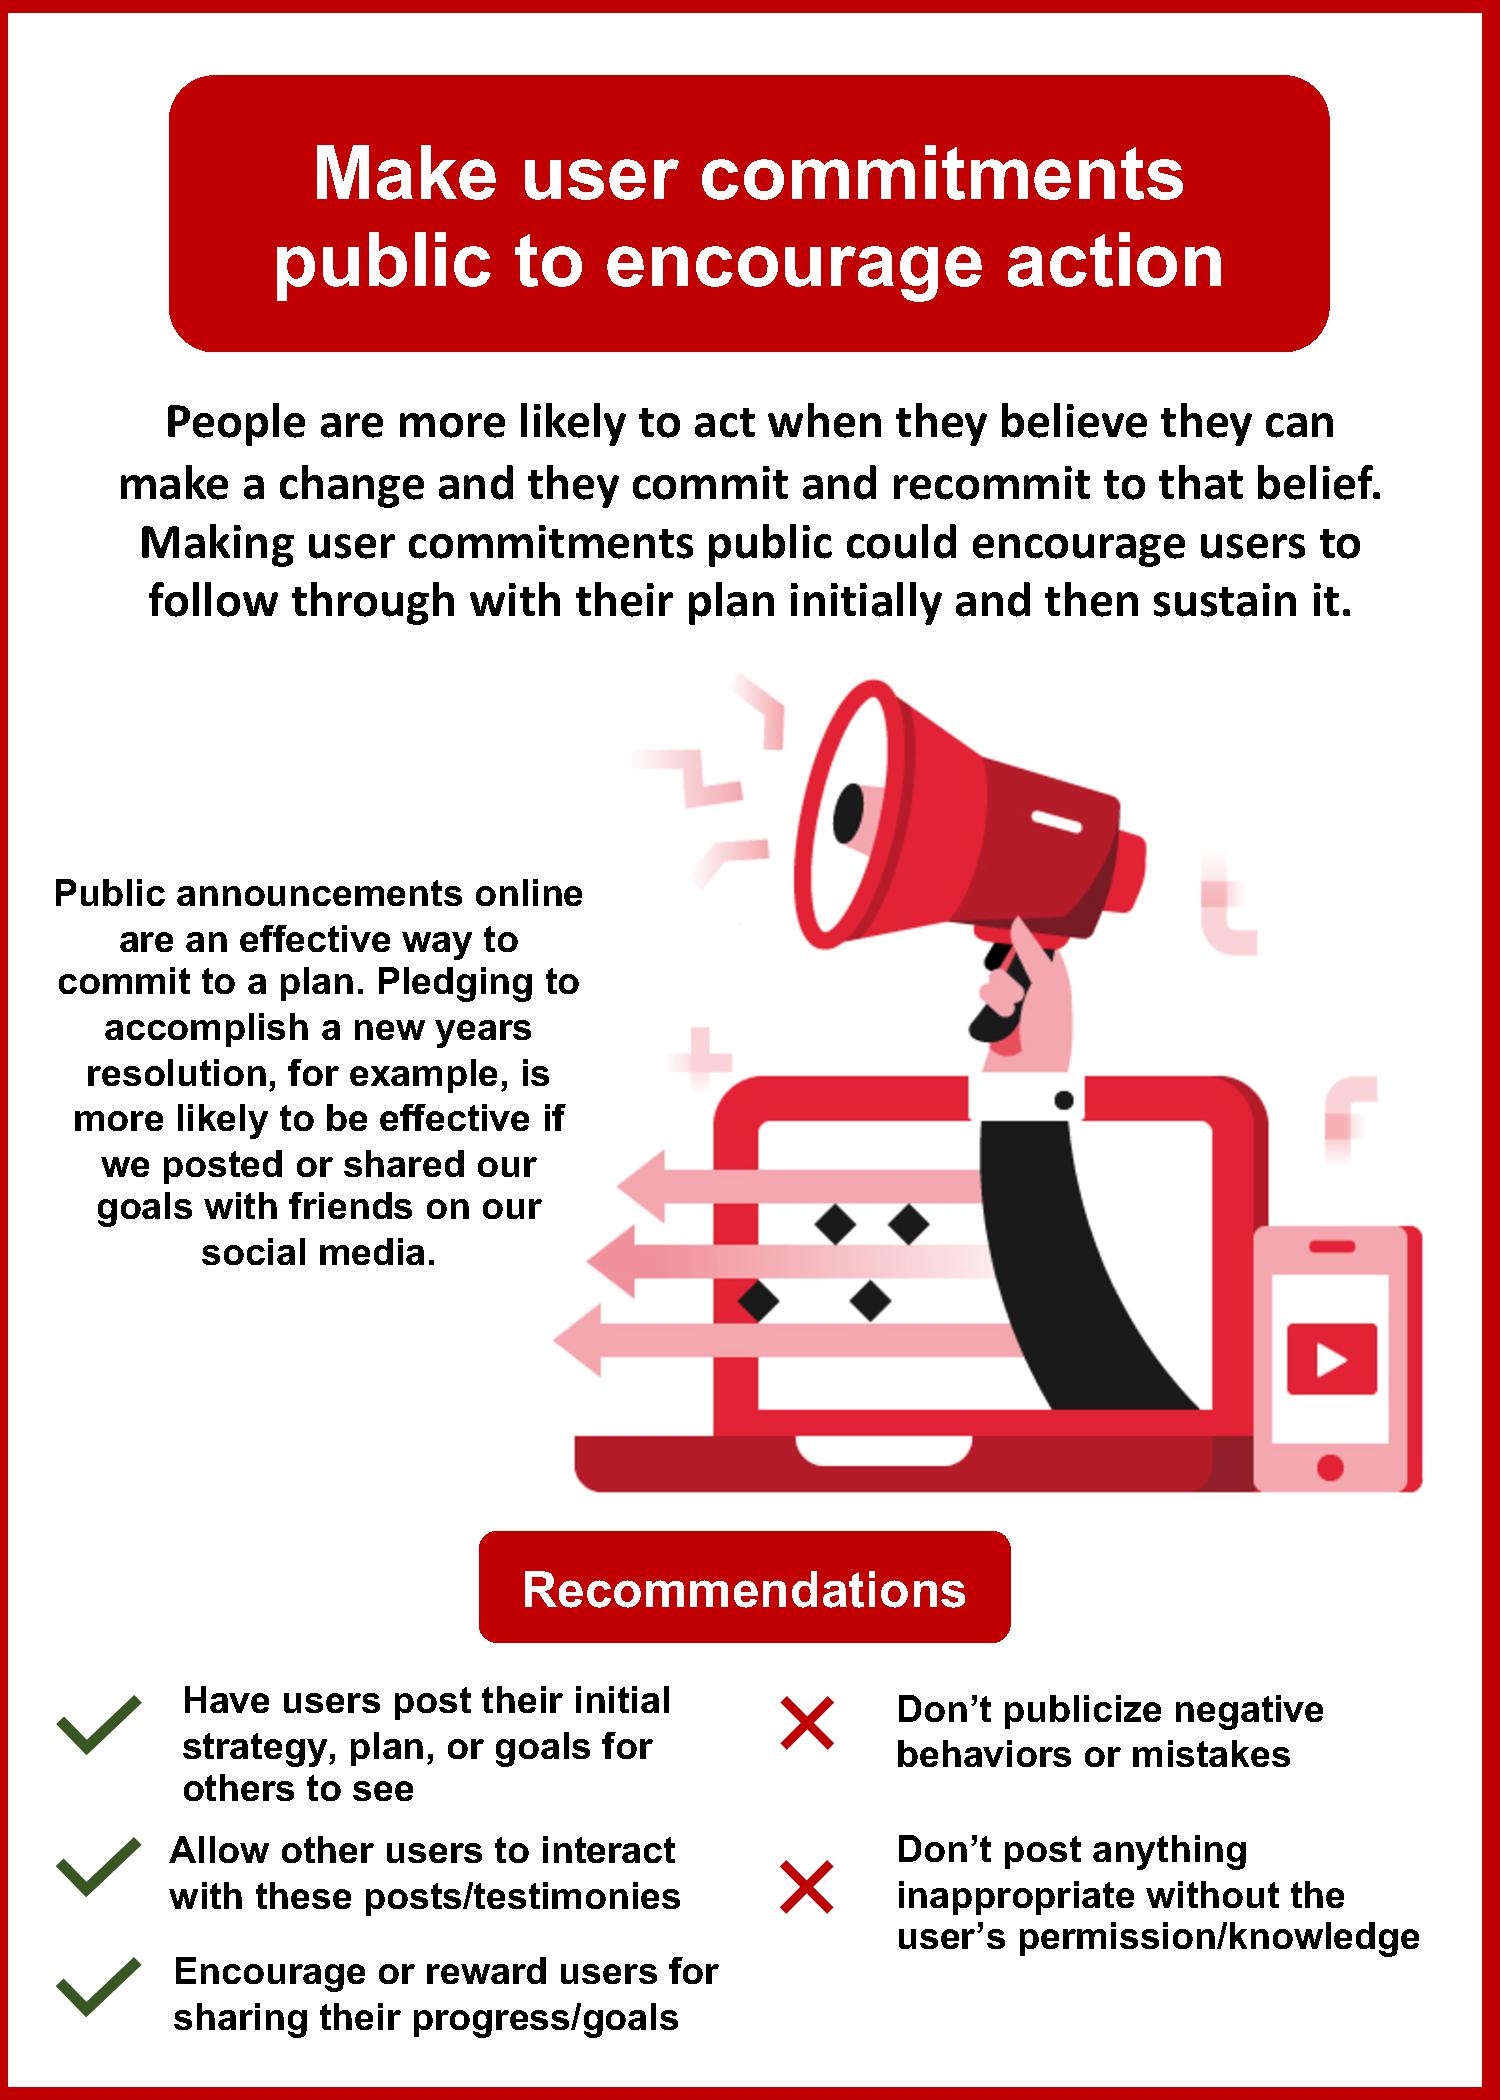 Make user commitments
public to encourage action
People are more likely to act when they believe they can
make a change and they commit and recommit to that belief.
Making user commitments public could encourage users to
follow through with their plan initially and then sustain it.
Public announcements online
are an effective way to
commit to a plan. Pledging to
accomplish a new years
resolution, for example, is
more likely to be effective if
we posted or shared our
goals with friends on our
social media.
Recommendations
Have users post their initial
strategy, plan, or goals for
others to see
Allow other users to interact
with these posts/testimonies
Encourage or reward users for
sharing their progress/goals
Don’t publicize negative
behaviors or mistakes
Don’t post anything
inappropriate without the
user’s permission/knowledge